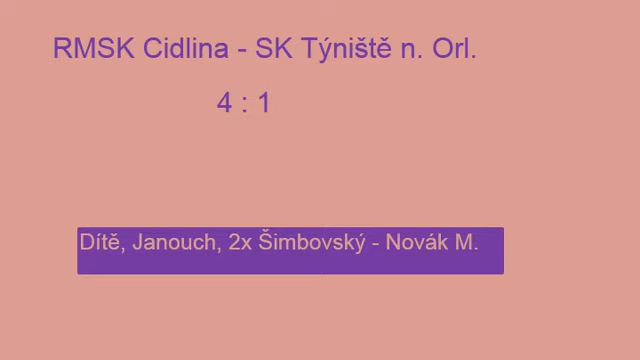 RMSK Cidlina - SK Týniště n. Orl.
4 : 1
Dítě, Janouch, 2x Šimbovský - Novák M.